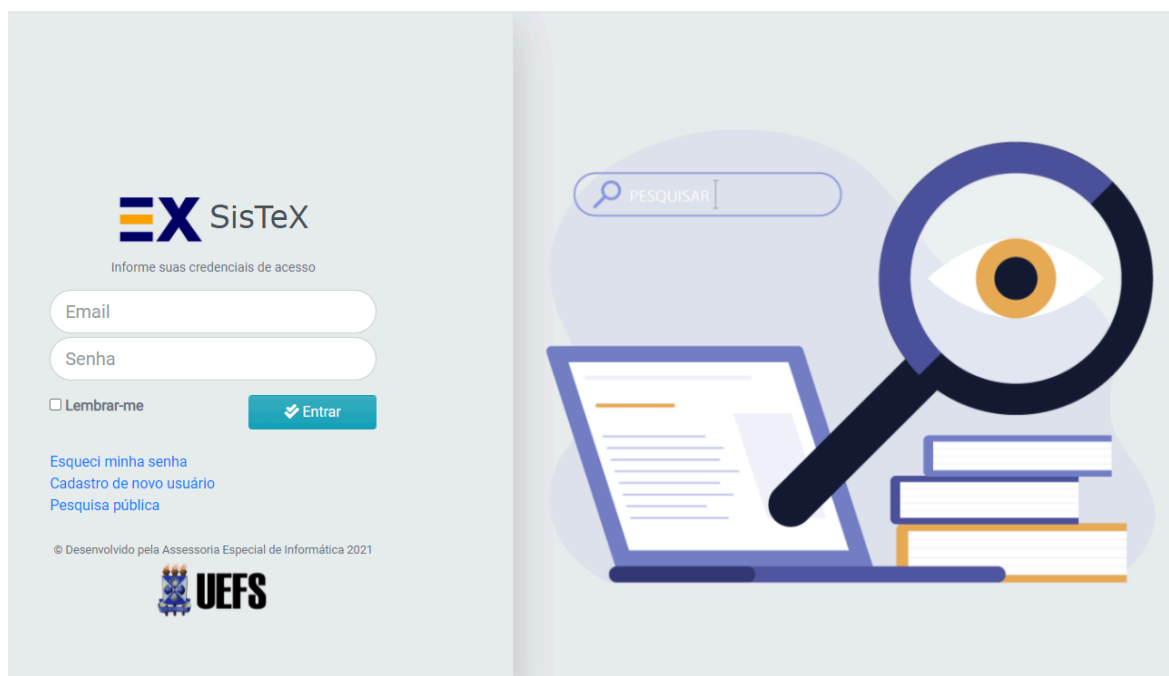 SisTeX
Informe suas credenciais de acesso
Email
Senha
Lembrar-me
Entrar
Esqueci minha senha
Cadastro de novo usuário
Pesquisa pública
© Desenvolvido pela Assessoria Especial de Informática 2021
UEFS
PESQUISAR